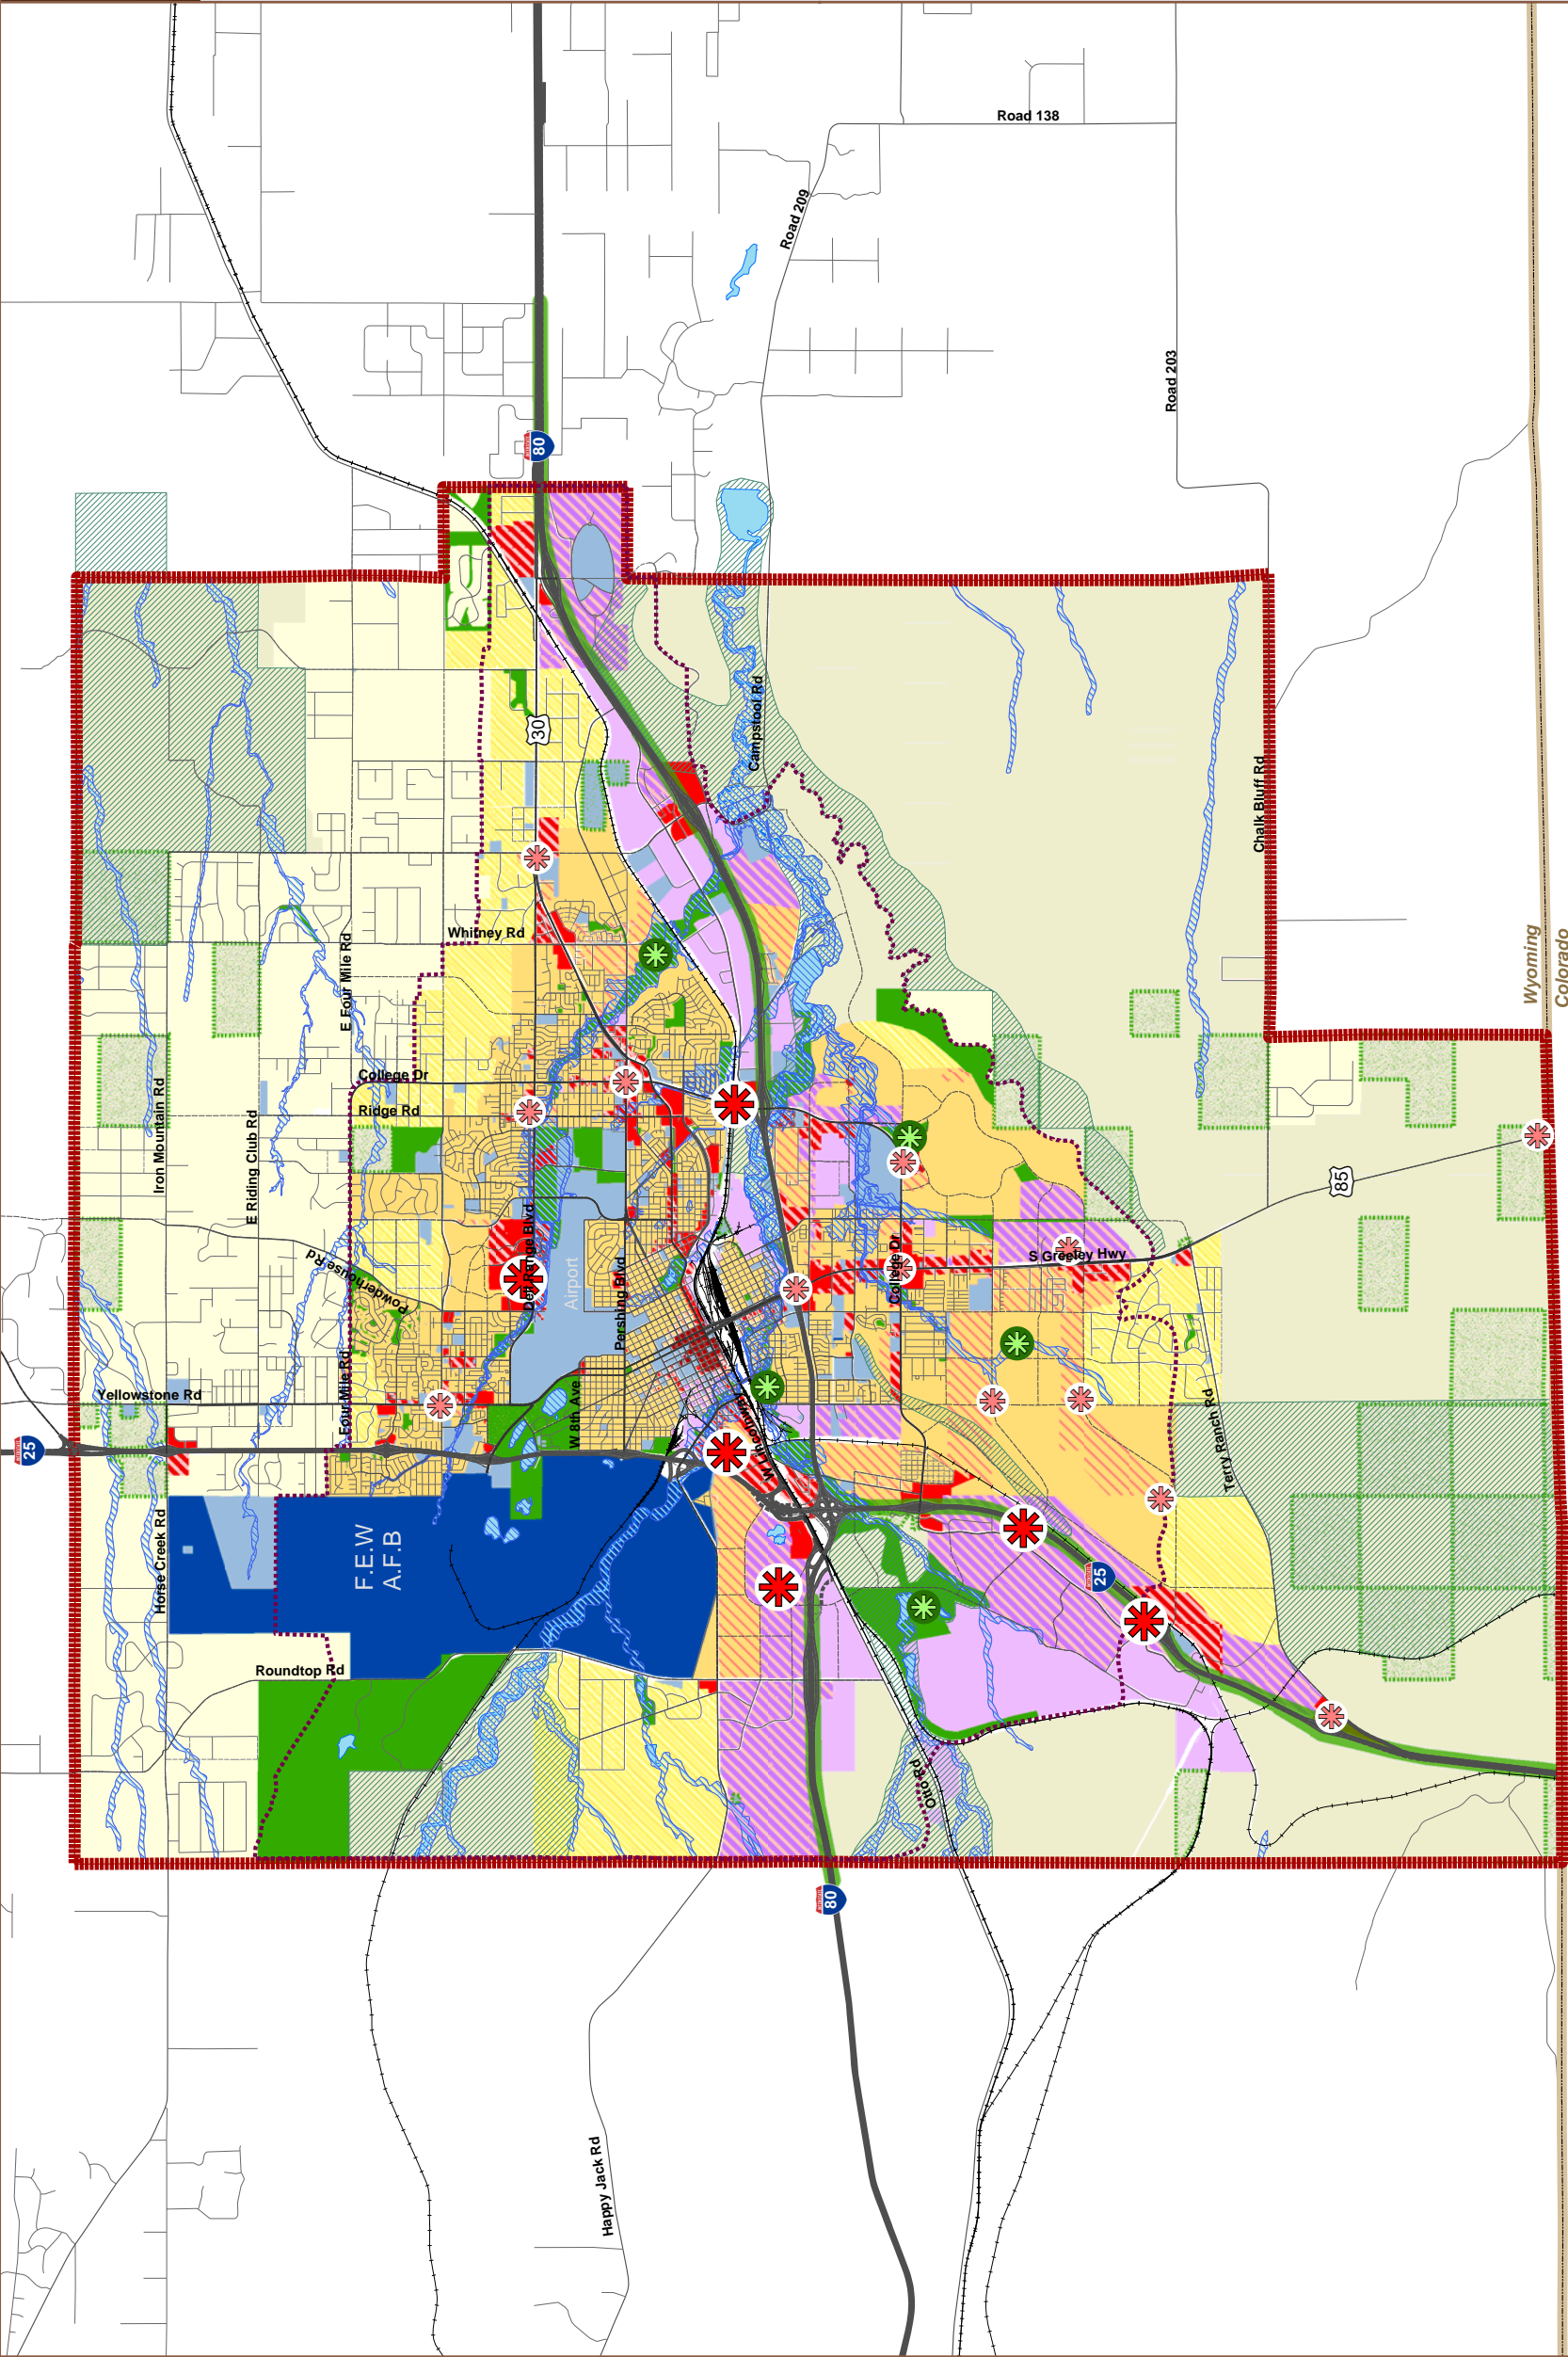 Road 138
Road 209
Road 203
80
30
Campstool Rd
Chalk Bluff Rd
Whitney Rd
E Four Mile Rd
Wyoming
Colorado
College Dr
Ridge Rd
Iron Mountain Rd
E Riding Club Rd
85
Powderhouse Rd
Dell Range Blvd
Airport
Pershing Blvd
College Dr
S Greeley Hwy
Yellowstone Rd
Four Mile Rd
W 8th Ave
W Lincolnway
Terry Ranch Rd
25
F.E.W
A.F.B
Horse Creek Rd
25
Roundtop Rd
Otto Rd
80
Happy Jack Rd